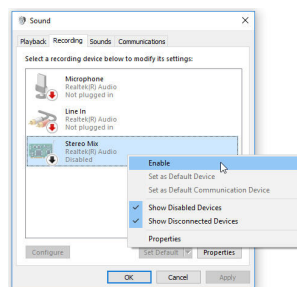 Sound
Playback Recording Sounds Communications
Select a recording device below to modify its settings:
Microphone
Realtek(R) Audio
Not plugged in
Line In
Realtek(R) Audio
Not plugged in
Stereo Mix
Realtek(R) Audio
Disabled
Enable
Set as Default Device
Set as Default Communication Device
Show Disabled Devices
Show Disconnected Devices
Properties
Configure Set Default Properties
OK Cancel Apply